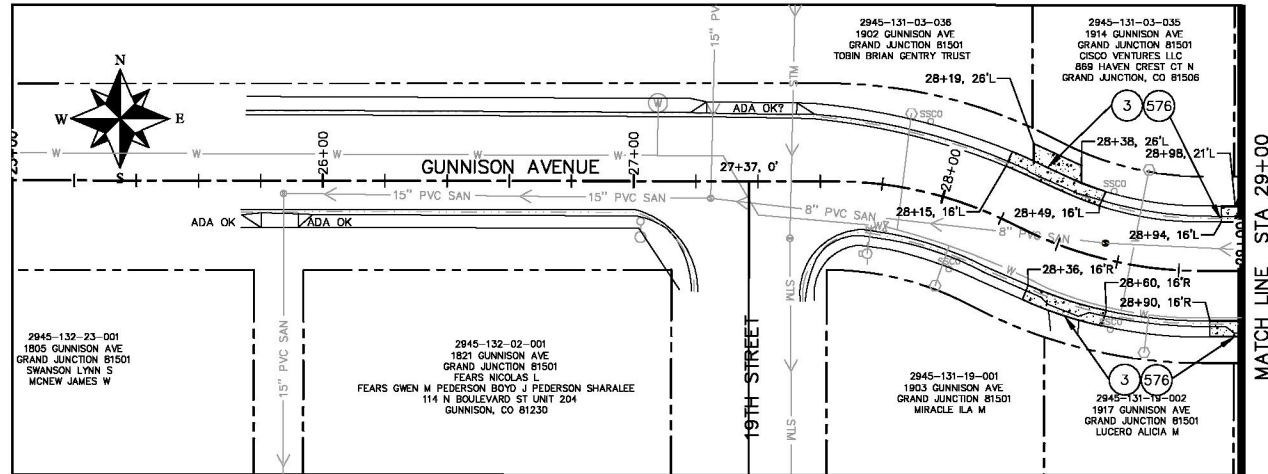 2945-131-03-036
1902 GUNNISON AVE
GRAND JUNCTION 81501
TOBIN BRIAN GENTRY TRUST
2945-131-03-035
1914 GUNNISON AVE
GRAND JUNCTION 81501
CISCO VENTURES LLC
869 HAVEN CREST CT N
GRAND JUNCTION, CO 81506
15" PVC
STM
28+19, 26'L
N
W
E
S
W
ADA OK?
SSCO
3
576
28+38, 26'L
28+98, 21'L
W
W
W
W
W
GUNNISON AVENUE
26+00
27+00
27+37, 0'
28+00
SSCO
15" PVC SAN
15" PVC SAN
8" PVC SAN
28+15, 16'L
28+49, 16'L
28+94, 16'L
8" PVC SAN
29+00
MATCH LINE STA 29+00
ADA OK
ADA OK
WX
W
SSCO
28+36, 16'R
28+60, 16'R
28+90, 16'R
SSCO
W
2945-132-23-001
1805 GUNNISON AVE
GRAND JUNCTION 81501
SWANSON LYNN S
MCNEW JAMES W
15" PVC SAN
2945-132-02-001
1821 GUNNISON AVE
GRAND JUNCTION 81501
FEARS NICOLAS L
FEARS GWEN M PEDERSON BOYD J PEDERSON SHARALEE
114 N BOULEVARD ST UNIT 204
GUNNISON, CO 81230
19TH STREET
STM
STM
2945-131-19-001
1903 GUNNISON AVE
GRAND JUNCTION 81501
MIRACLE ILA M
3
576
2945-131-19-002
1917 GUNNISON AVE
GRAND JUNCTION 81501
LUCERO ALICIA M